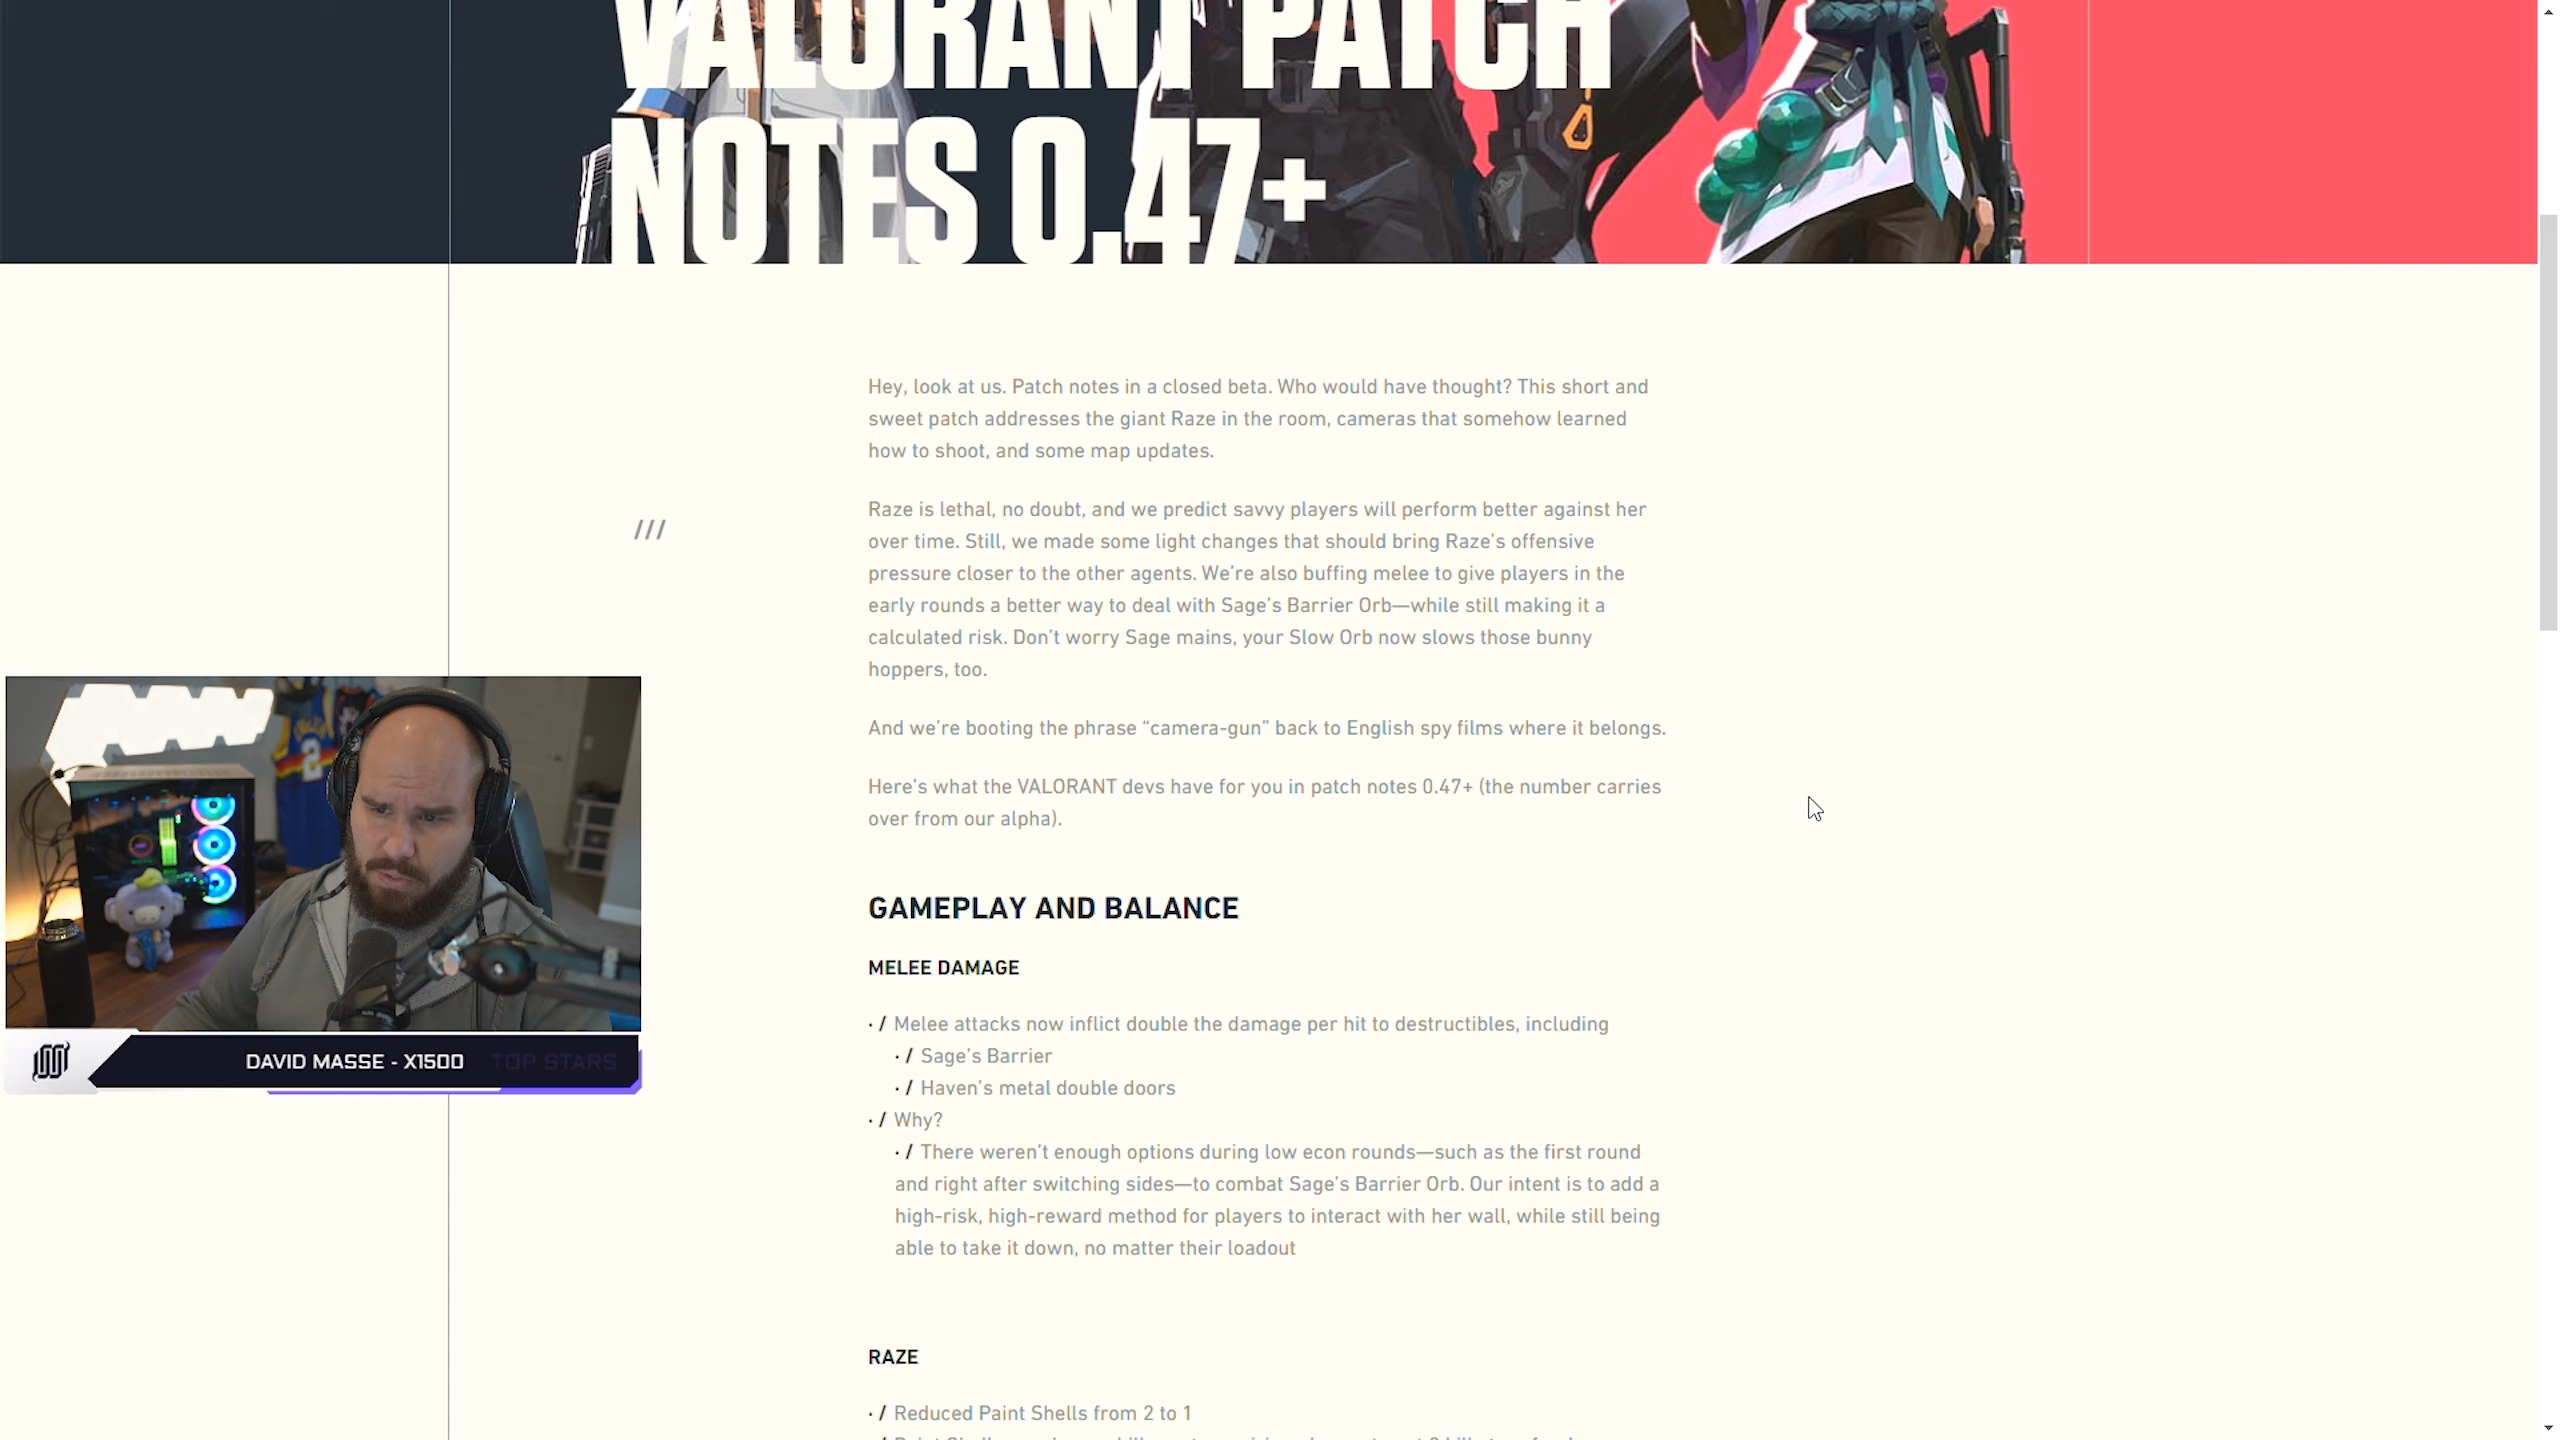 VALORANT PATCH
NOTES 0.47+
Hey, look at us. Patch notes in a closed beta. Who would have thought? This short and
sweet patch addresses the giant Raze in the room, cameras that somehow learned
how to shoot, and some map updates.
///
Raze is lethal, no doubt, and we predict savvy players will perform better against her
over time. Still, we made some light changes that should bring Raze's offensive
pressure closer to the other agents. We're also buffing melee to give players in the
early rounds a better way to deal with Sage's Barrier Orb—while still making it a
calculated risk. Don't worry Sage mains, your Slow Orb now slows those bunny
hoppers, too.
And we're booting the phrase “camera-gun” back to English spy films where it belongs.
Here's what the VALORANT devs have for you in patch notes 0.47+ (the number carries
over from our alpha).
2
DAVID MASSE - X1500 TOP STARS
GAMEPLAY AND BALANCE
MELEE DAMAGE
· / Melee attacks now inflict double the damage per hit to destructibles, including
· / Sage's Barrier
· / Haven's metal double doors
· / Why?
· / There weren't enough options during low econ rounds—such as the first round
and right after switching sides—to combat Sage's Barrier Orb. Our intent is to add a
high-risk, high-reward method for players to interact with her wall, while still being
able to take it down, no matter their loadout
RAZE
· / Reduced Paint Shells from 2 to 1